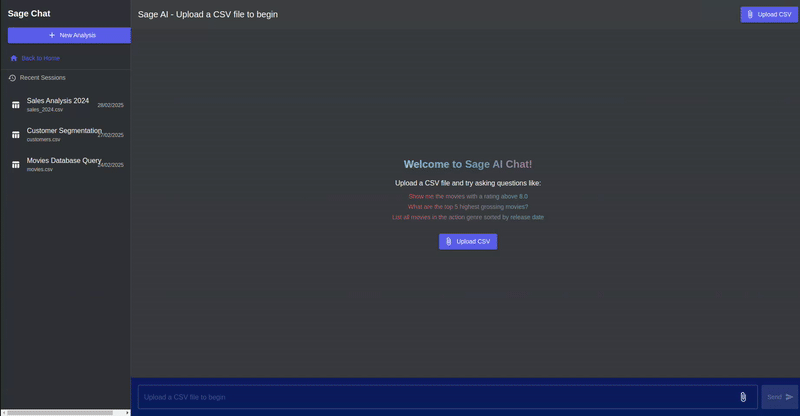 Sage Chat
New Analysis
Back to Home
Recent Sessions
Sales Analysis 2024
28/02/2025
sales_2024.csv
Customer Segmentation
27/02/2025
customers.csv
Movies Database Query
24/02/2025
movies.csv
Sage AI - Upload a CSV file to begin
Upload CSV
Welcome to Sage AI Chat!
Upload a CSV file and try asking questions like:
Show me the movies with a rating above 8.0
What are the top 5 highest grossing movies?
List all movies in the action genre sorted by release date
Upload CSV
Upload a CSV file to begin
Send